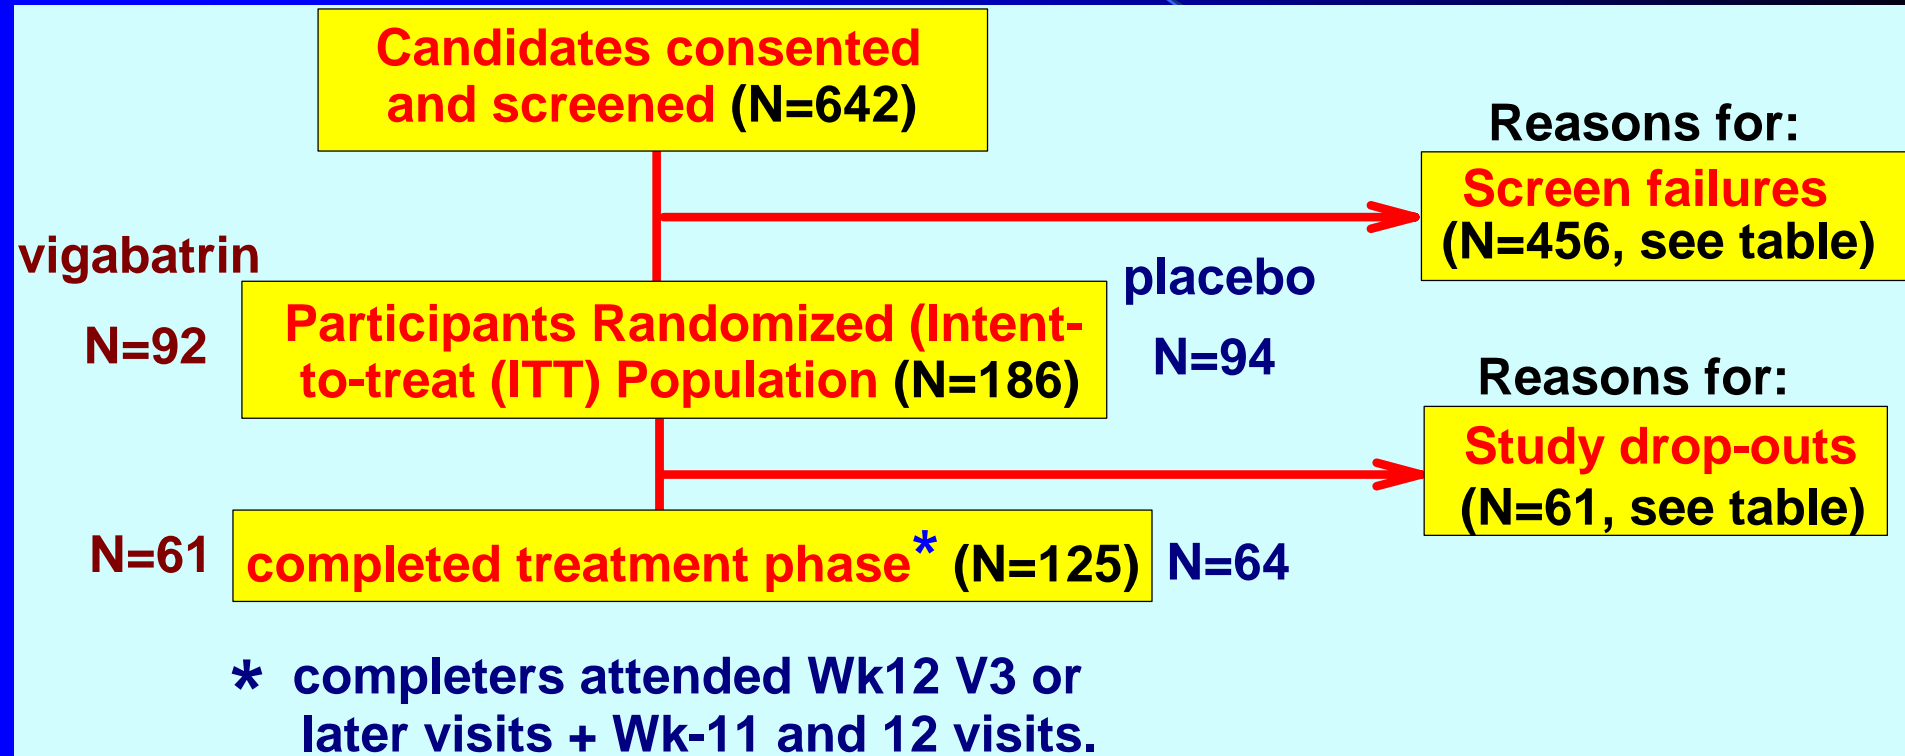 Candidates consented
and screened (N=642)
Reasons for:
Screen failures
(N=456, see table)
vigabatrin
N=92
Participants Randomized (Intent-
to-treat (ITT) Population (N=186)
placebo
N=94
Reasons for:
Study drop-outs
(N=61, see table)
N=61
completed treatment phase* (N=125)
N=64
* completers attended Wk12 V3 or
later visits + Wk-11 and 12 visits.